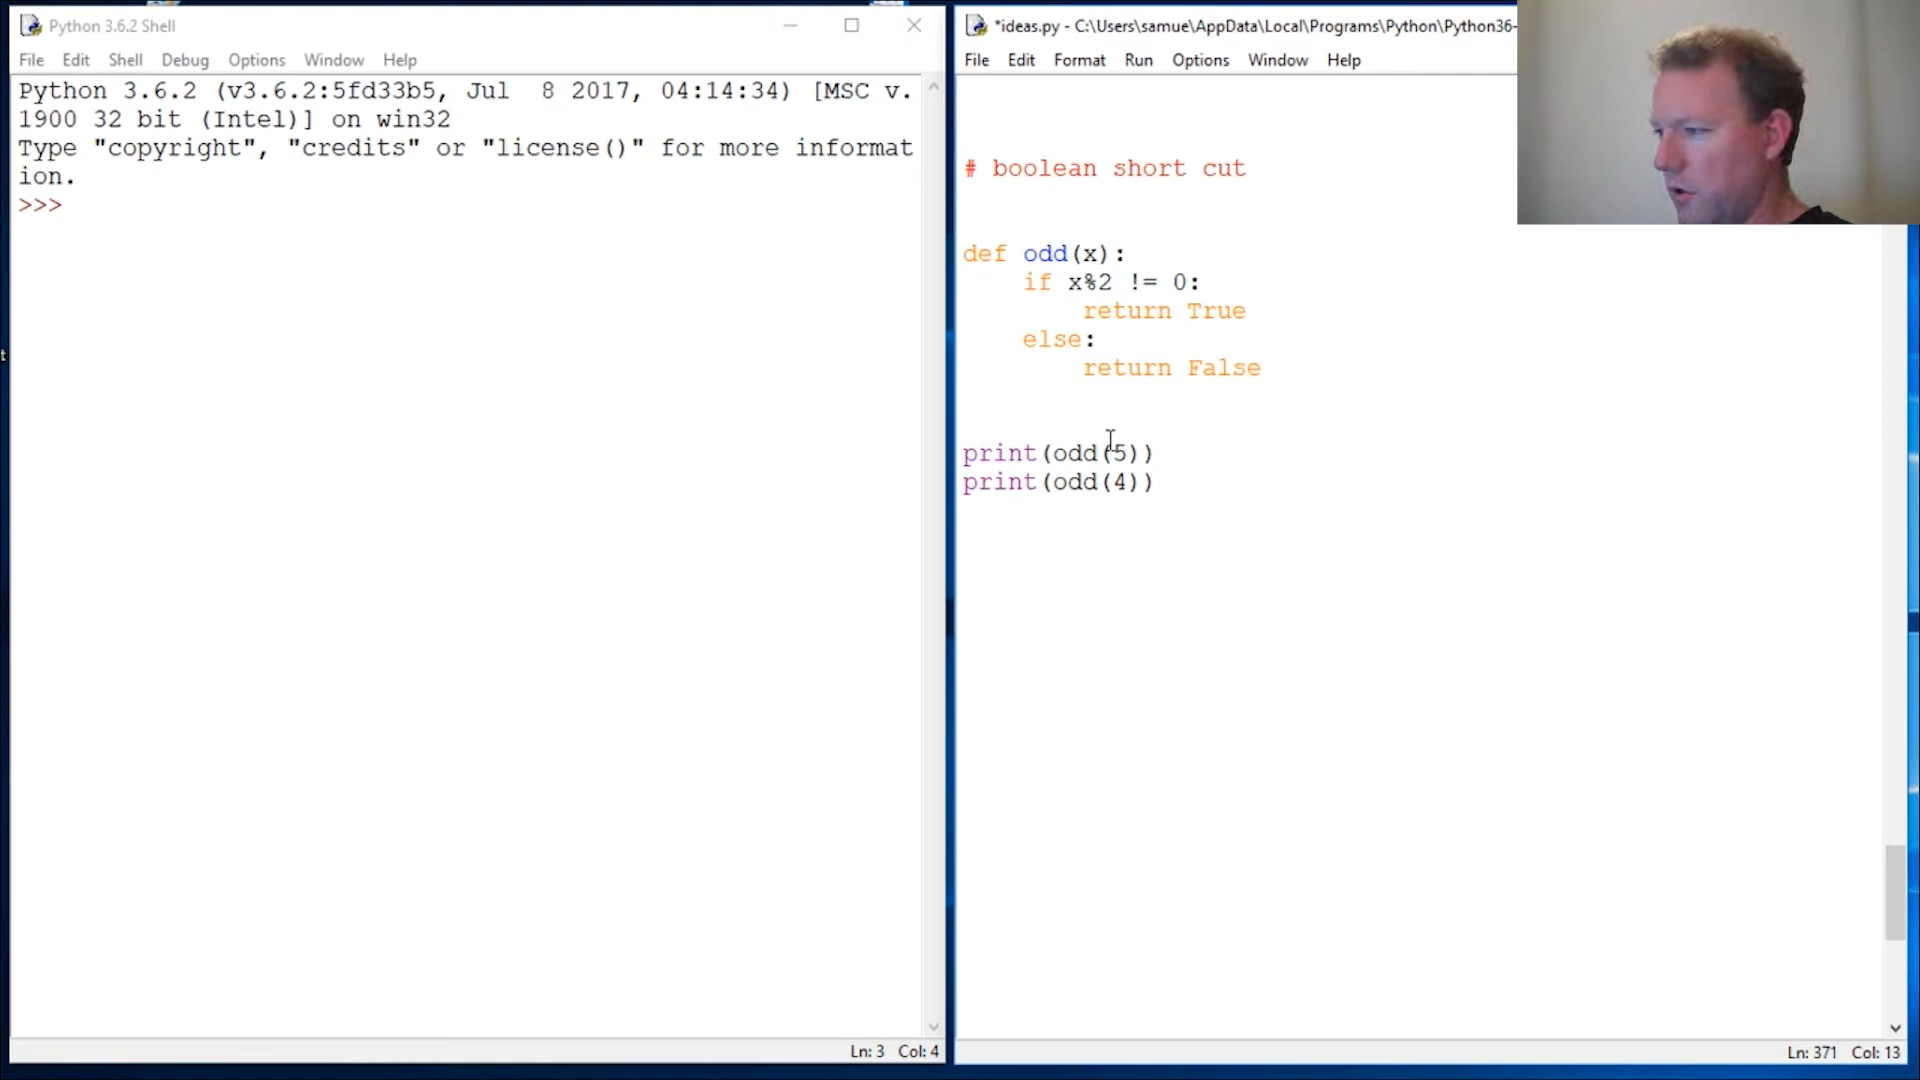 Python 3.6.2 Shell
File Edit Shell Debug Options Window Help
Python 3.6.2 (v3.6.2:5fd33b5, Jul  8 2017, 04:14:34) [MSC v.
1900 32 bit (Intel)] on win32
Type "copyright", "credits" or "license()" for more informat
ion.
>>>
Ln: 3 Col: 4
*ideas.py - C:\Users\samue\AppData\Local\Programs\Python\Python36-
File Edit Format Run Options Window Help
# boolean short cut
def odd(x):
    if x%2 != 0:
        return True
    else:
        return False
print(odd(5))
print(odd(4))
Ln: 371 Col: 13
t